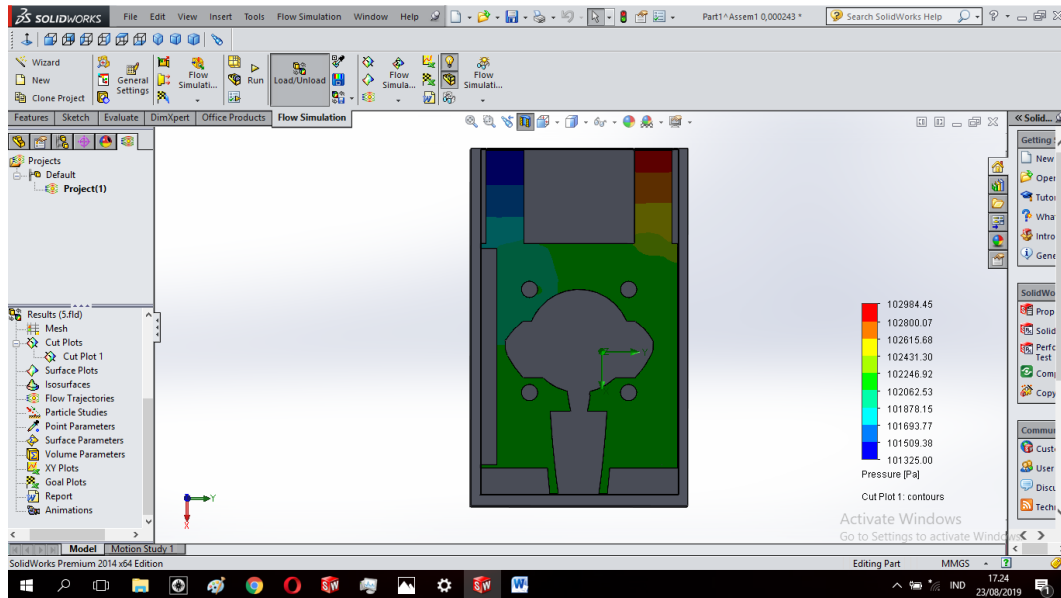 SOLIDWORKS File Edit View Insert Tools Flow Simulation Window Help Part1^Assem1 0,000243 * Search SolidWorks Help
Wizard
New
Clone Project
General Settings
Flow Simulati...
Run
Load/Unload
Flow Simula...
Flow Simulati...
Features Sketch Evaluate DimXpert Office Products Flow Simulation
Projects
Default
Project(1)
Results (5.fld)
Mesh
Cut Plots
Cut Plot 1
Surface Plots
Isosurfaces
Flow Trajectories
Particle Studies
Point Parameters
Surface Parameters
Volume Parameters
XY Plots
Goal Plots
Report
Animations
Y
X
Y
102984.45
102800.07
102615.68
102431.30
102246.92
102062.53
101878.15
101693.77
101509.38
101325.00
Pressure [Pa]
Cut Plot 1: contours
Activate Windows
Go to Settings to activate Windows
« Solid...
Getting
New
Oper
Tuto
Wha
Intro
Gene
SolidWo
Prop
Solid
Perfo
Test
Com
Copy
Commu
Cust
User
Discu
Tech
Model Motion Study 1
SolidWorks Premium 2014 x64 Edition Editing Part MMGS
IND 17.24
23/08/2019